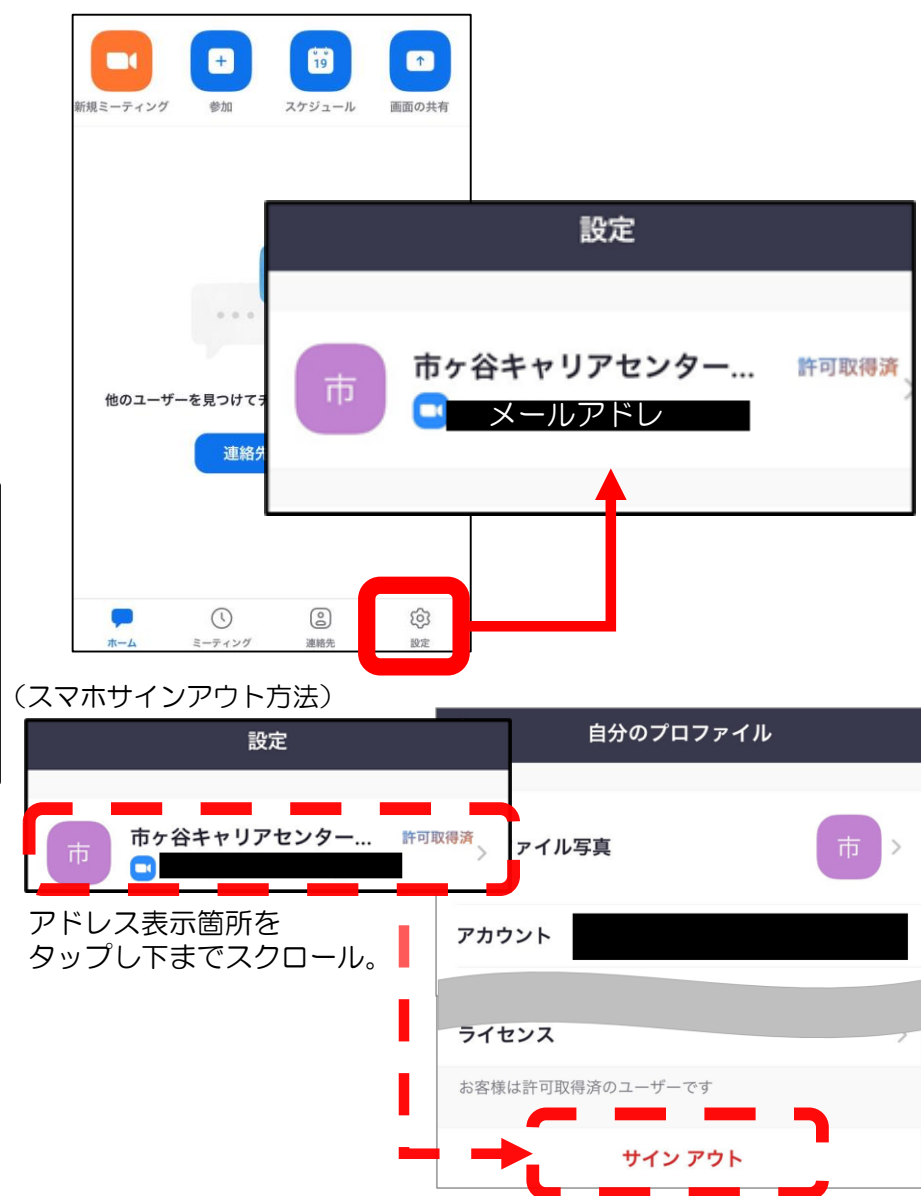 19
新規ミーティング 参加 スケジュール 画面の共有
設定
市
市ヶ谷キャリアセンター... 許可取得済
メールアドレ
他のユーザーを見つけて
連絡先
ホーム ミーティング 連絡先 設定
(スマホサインアウト方法)
設定
市
市ヶ谷キャリアセンター... 許可取得済
アドレス表示箇所を
タップし下までスクロール。
自分のプロファイル
ァイル写真 市
アカウント
ライセンス
お客様は許可取得済のユーザーです
サイン アウト